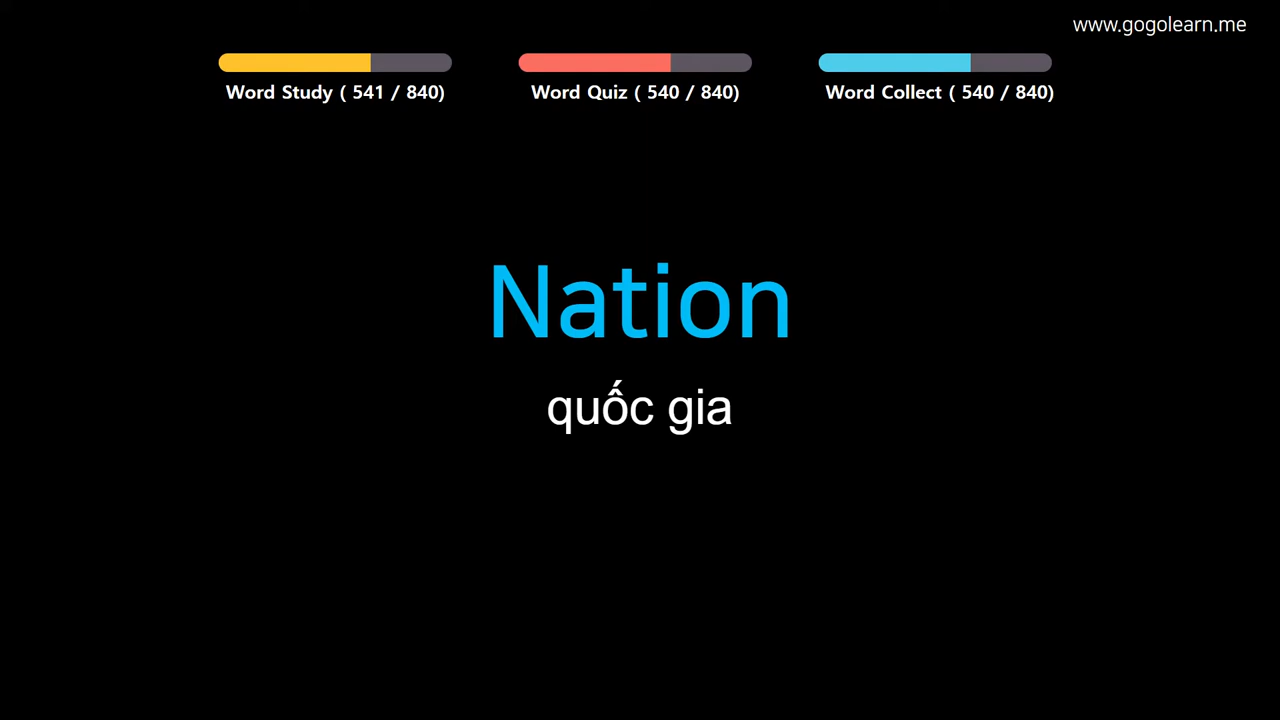 www.gogolearn.me
Word Study ( 541 / 840)
Word Quiz ( 540 / 840)
Word Collect ( 540 / 840)
Nation
quốc gia